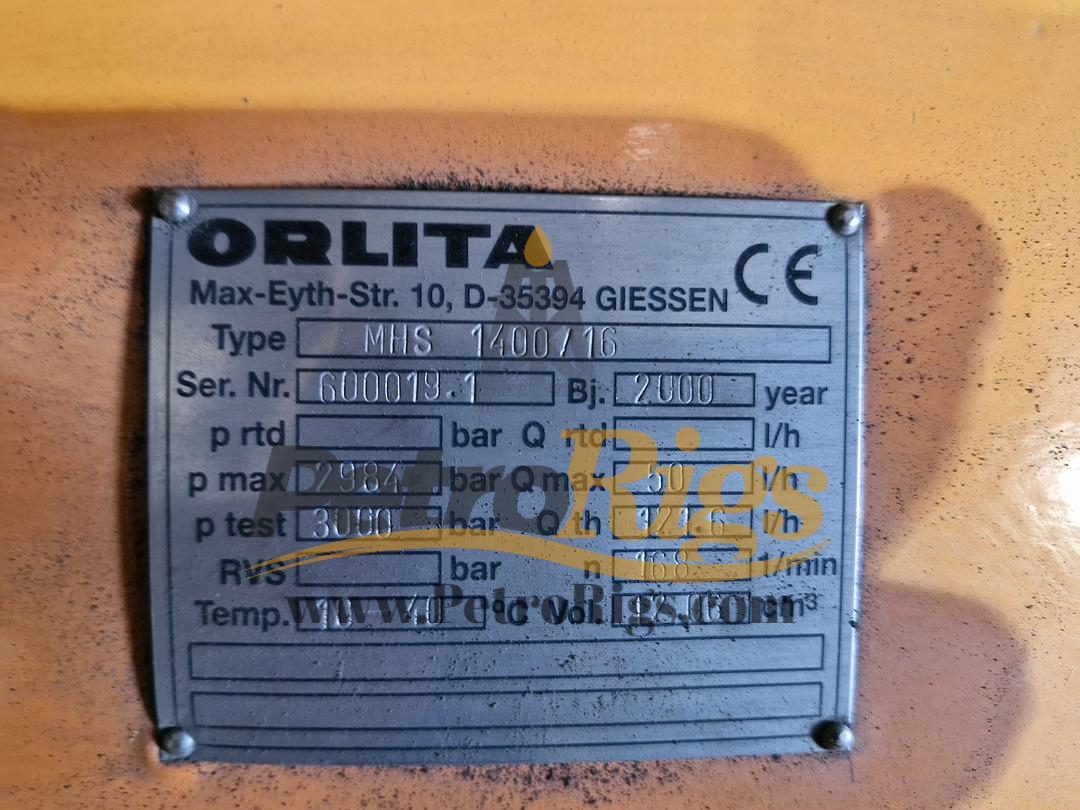 ORLITA
CE
Max-Eyth-Str. 10, D-35394 GIESSEN
Type MHS 1400/16
Ser. Nr. 600019.1 Bj. 2000 year
p rtd bar Q rtd l/h
p max 2984 bar Q max 50 l/h
PetroRigs
p test 3000 bar Q th l/h
RVS bar n 168 1/min
Temp. 10 - 40 °C Vol. cm³
www.PetroRigs.com